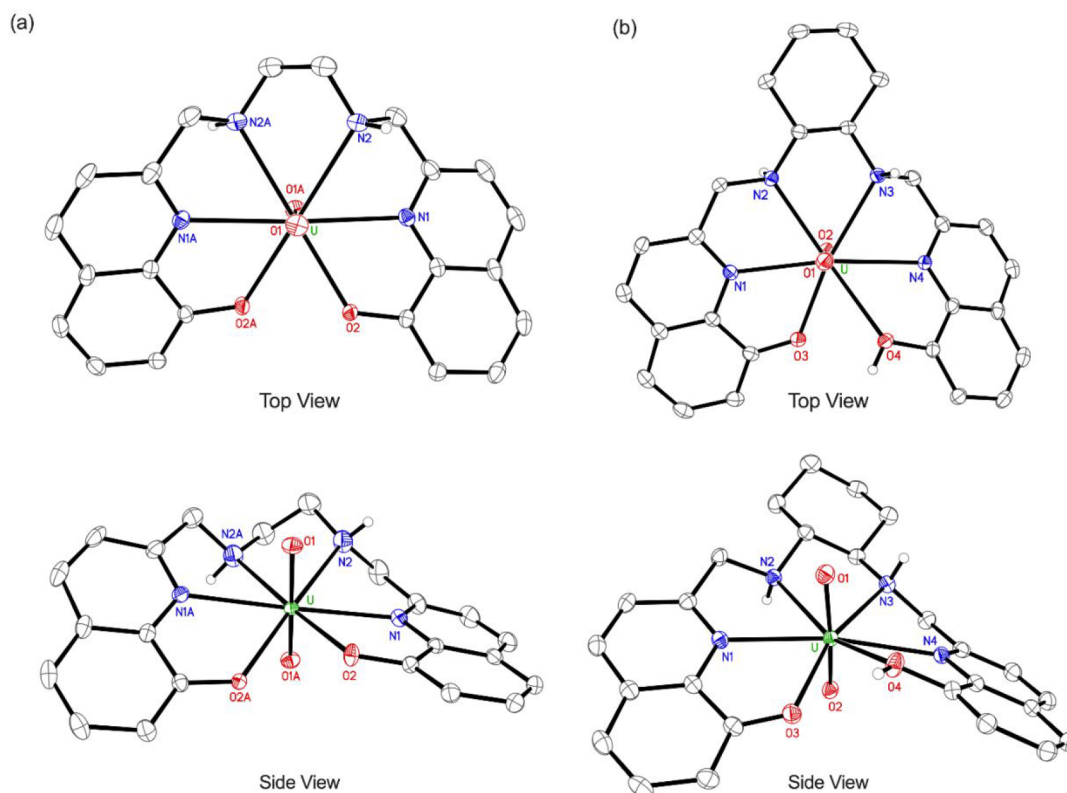 (a)
N2A
N2
O1A
N1A
O1
U
N1
O2A
O2
Top View
(b)
N2
N3
O2
O1
U
N1
N4
O3
O4
Top View
N2A
O1
N2
N1A
U
N1
O1A
O2
O2A
Side View
N2
O1
N3
N1
U
N4
O4
O2
O3
Side View